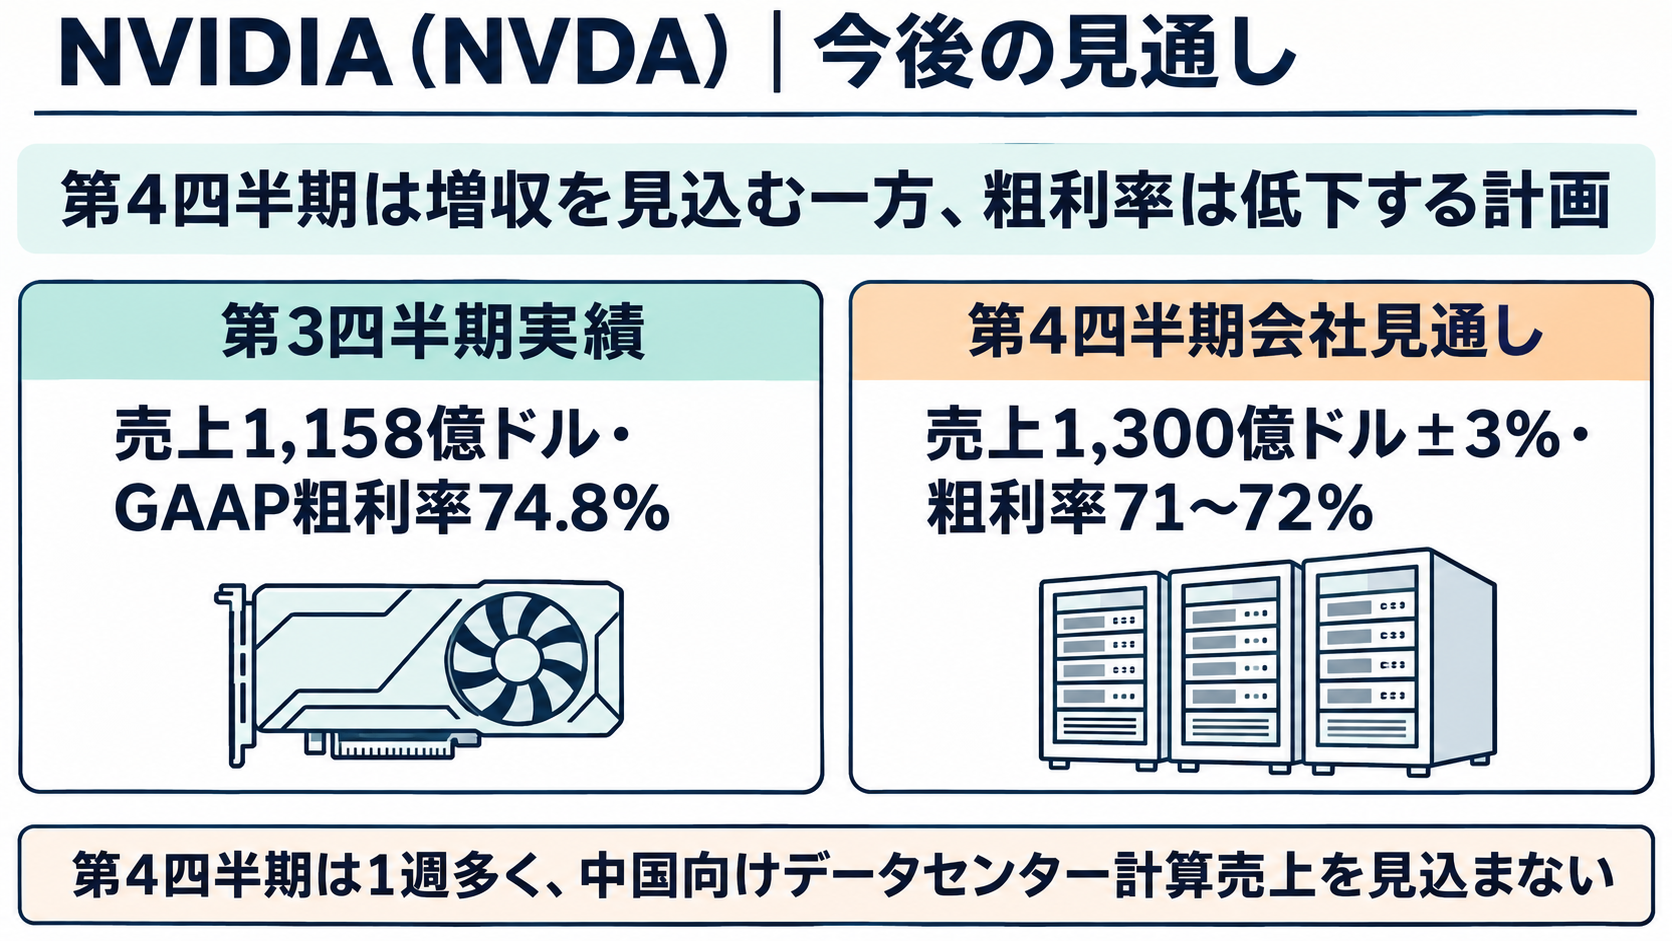 NVIDIA（NVDA）｜今後の見通し
第4四半期は増収を見込む一方、粗利率は低下する計画
第3四半期実績
売上1,158億ドル・
GAAP粗利率74.8%
第4四半期会社見通し
売上1,300億ドル±3%・
粗利率71～72%
第4四半期は1週多く、中国向けデータセンター計算売上を見込まない